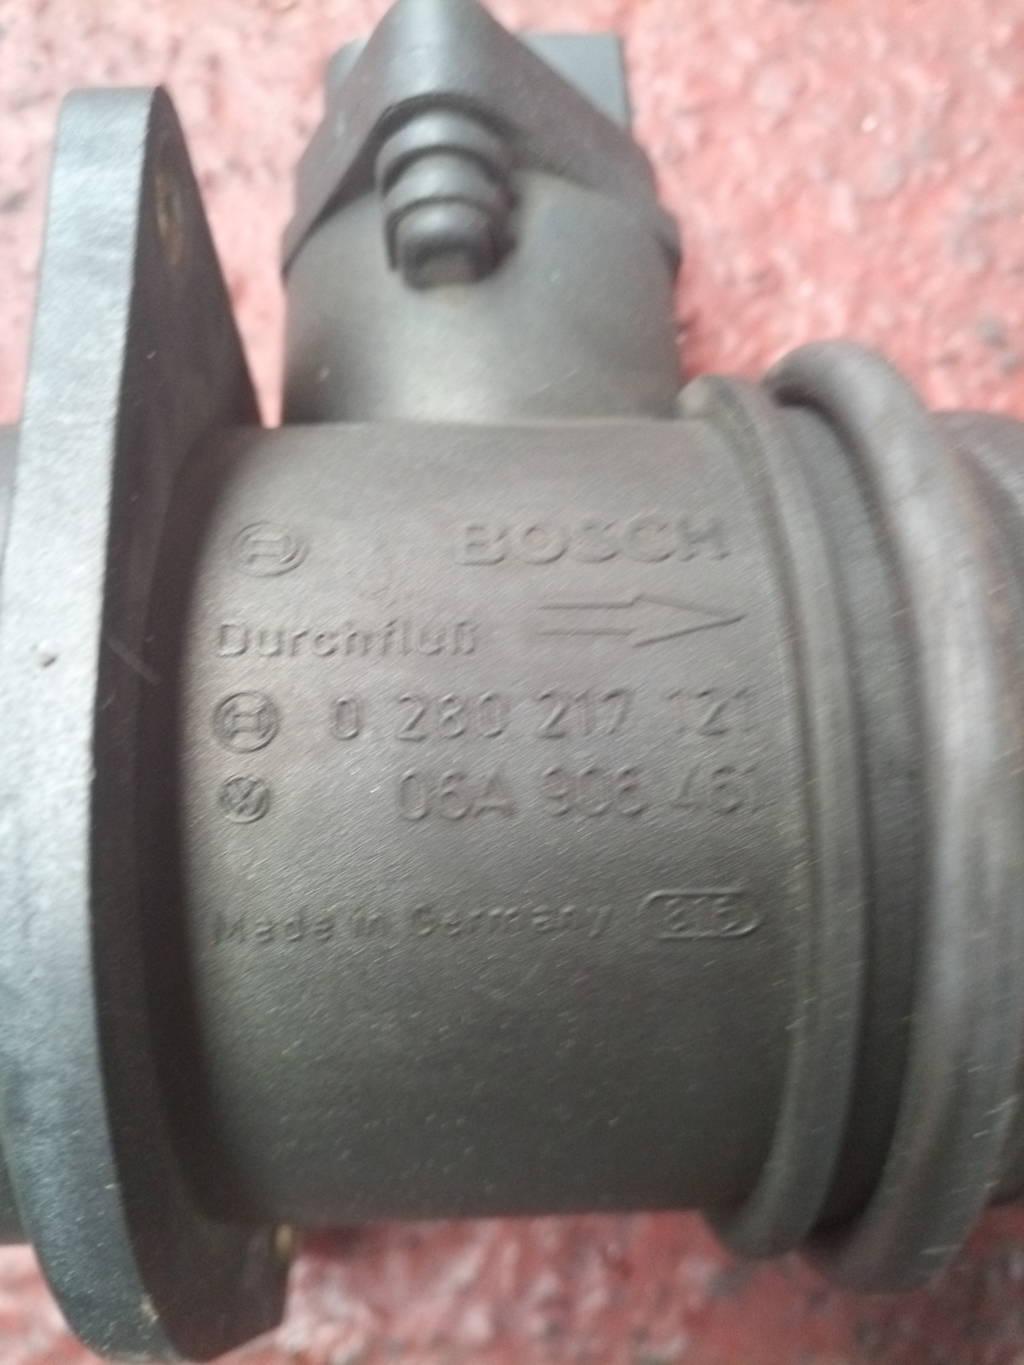 BOSCH
Durchfluß
0 280 217 121
06A 906 461
Made in Germany